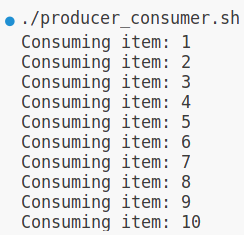 ./producer_consumer.sh
Consuming item: 1
Consuming item: 2
Consuming item: 3
Consuming item: 4
Consuming item: 5
Consuming item: 6
Consuming item: 7
Consuming item: 8
Consuming item: 9
Consuming item: 10